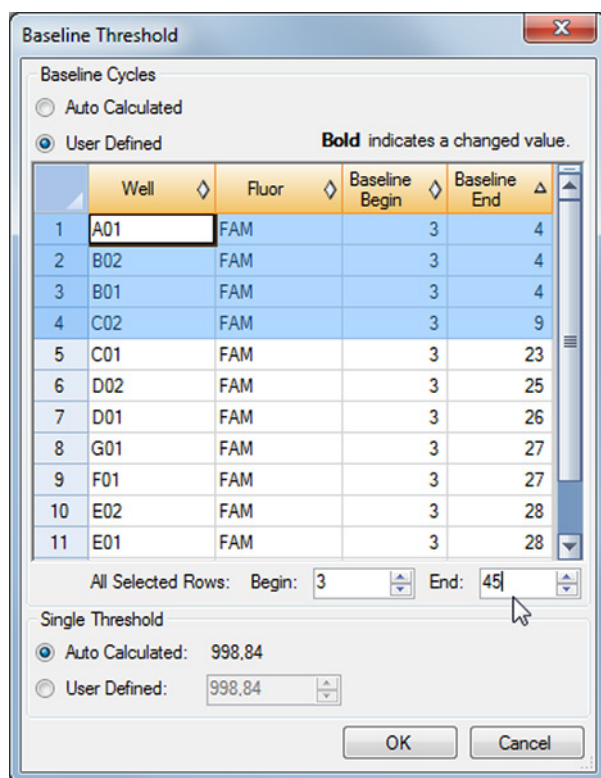 Baseline Threshold
Baseline Cycles
Auto Calculated
User Defined Bold indicates a changed value.
Well Fluor Baseline Begin Baseline End
1 A01 FAM 3 4
2 B02 FAM 3 4
3 B01 FAM 3 4
4 C02 FAM 3 9
5 C01 FAM 3 23
6 D02 FAM 3 25
7 D01 FAM 3 26
8 G01 FAM 3 27
9 F01 FAM 3 27
10 E02 FAM 3 28
11 E01 FAM 3 28
All Selected Rows: Begin: 3 End: 45
Single Threshold
Auto Calculated: 998,84
User Defined: 998,84
OK Cancel